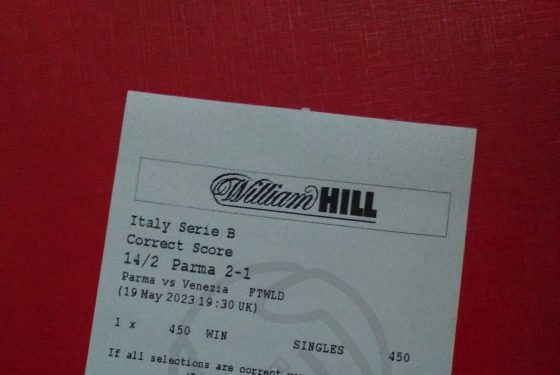 William HILL
Italy Serie B
Correct Score
14/2 Parma 2-1
Parma vs Venezia FTWLD
(19 May 2023 19:30 UK)
1 x 450 WIN SINGLES 450
If all selections are correct